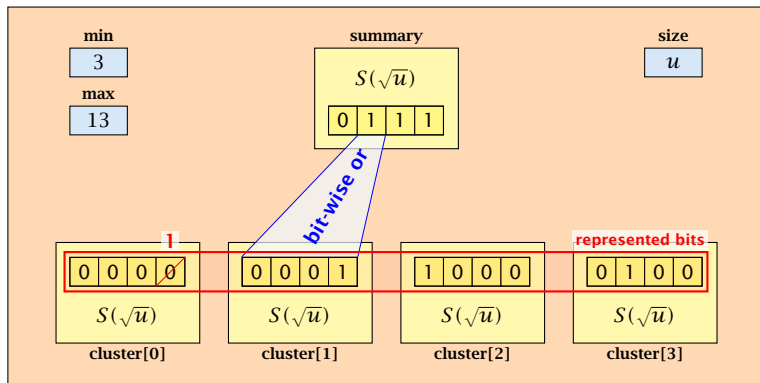 min
summary
size
3
S(√u)
u
max
13
0 1 1 1
bit-wise or
1
represented bits
0 0 0 0
0 0 0 1
1 0 0 0
0 1 0 0
S(√u)
S(√u)
S(√u)
S(√u)
cluster[0]
cluster[1]
cluster[2]
cluster[3]